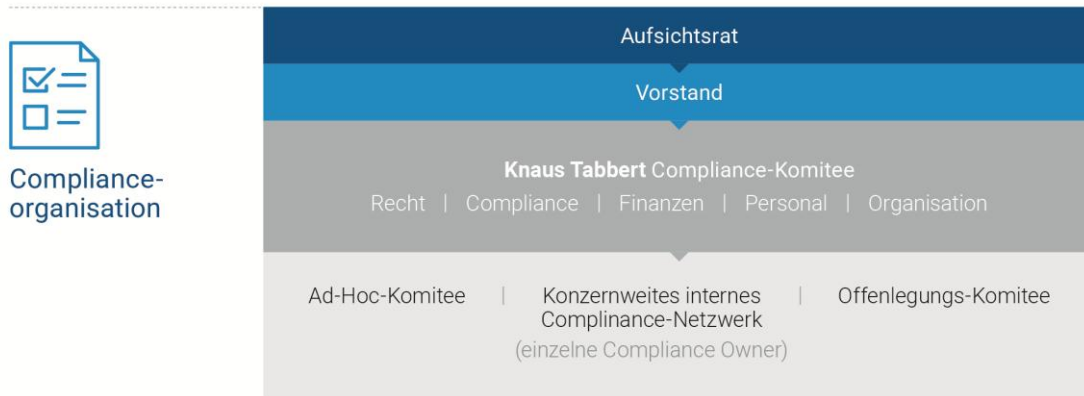 Compliance-
organisation
Aufsichtsrat
Vorstand
Knaus Tabbert Compliance-Komitee
Recht | Compliance | Finanzen | Personal | Organisation
Ad-Hoc-Komitee | Konzernweites internes | Offenlegungs-Komitee
Complinance-Netzwerk
(einzelne Compliance Owner)